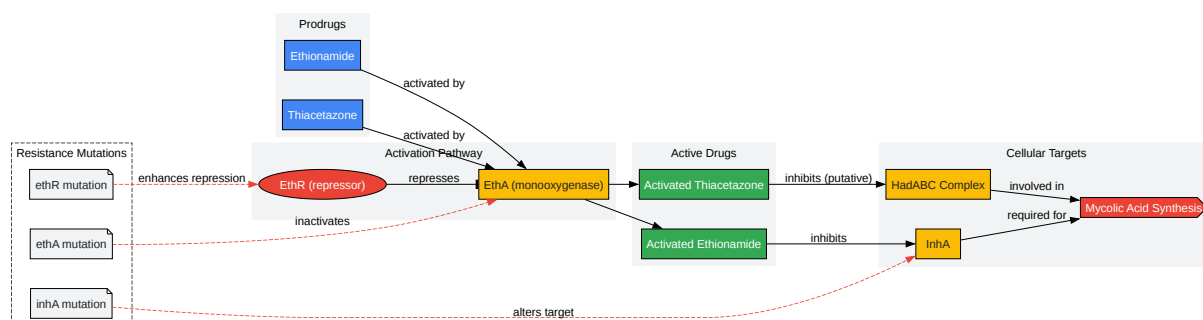 Prodrugs
Ethionamide
activated by
Thiacetazone
activated by
Resistance Mutations
Activation Pathway
Active Drugs
Cellular Targets
ethR mutation
enhances repression
EthR (repressor)
represses
EthA (monooxygenase)
Activated Thiacetazone
inhibits (putative)
HadABC Complex
involved in
Mycolic Acid Synthesis
required for
inactivates
ethA mutation
Activated Ethionamide
inhibits
InhA
inhA mutation
alters target